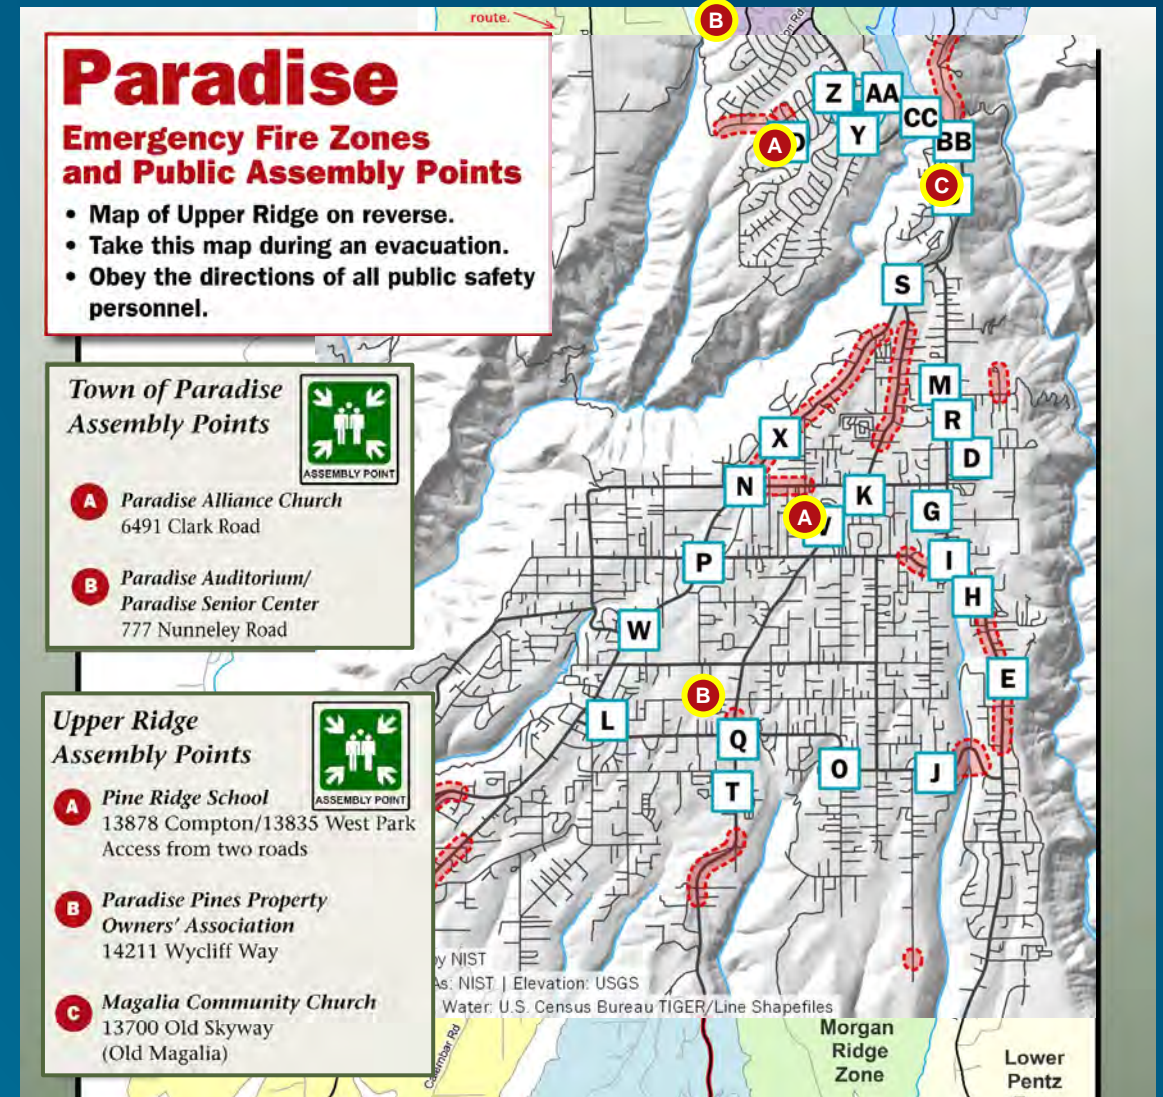 route.
Paradise
Emergency Fire Zones
and Public Assembly Points
• Map of Upper Ridge on reverse.
• Take this map during an evacuation.
• Obey the directions of all public safety
personnel.
Town of Paradise
Assembly Points
ASSEMBLY POINT
A
Paradise Alliance Church
6491 Clark Road
B
Paradise Auditorium/
Paradise Senior Center
777 Nunneley Road
Upper Ridge
Assembly Points
ASSEMBLY POINT
A
Pine Ridge School
13878 Compton/13835 West Park
Access from two roads
B
Paradise Pines Property
Owners' Association
14211 Wycliff Way
C
Magalia Community Church
13700 Old Skyway
(Old Magalia)
B
Rd
Z
AA
CC
Y
BB
A
C
S
M
R
X
D
N
K
G
A
P
I
H
W
E
B
L
Q
O
J
T
by NIST
As: NIST | Elevation: USGS
Water: U.S. Census Bureau TIGER/Line Shapefiles
Rd
Morgan
Ridge
Zone
Lower
Pentz